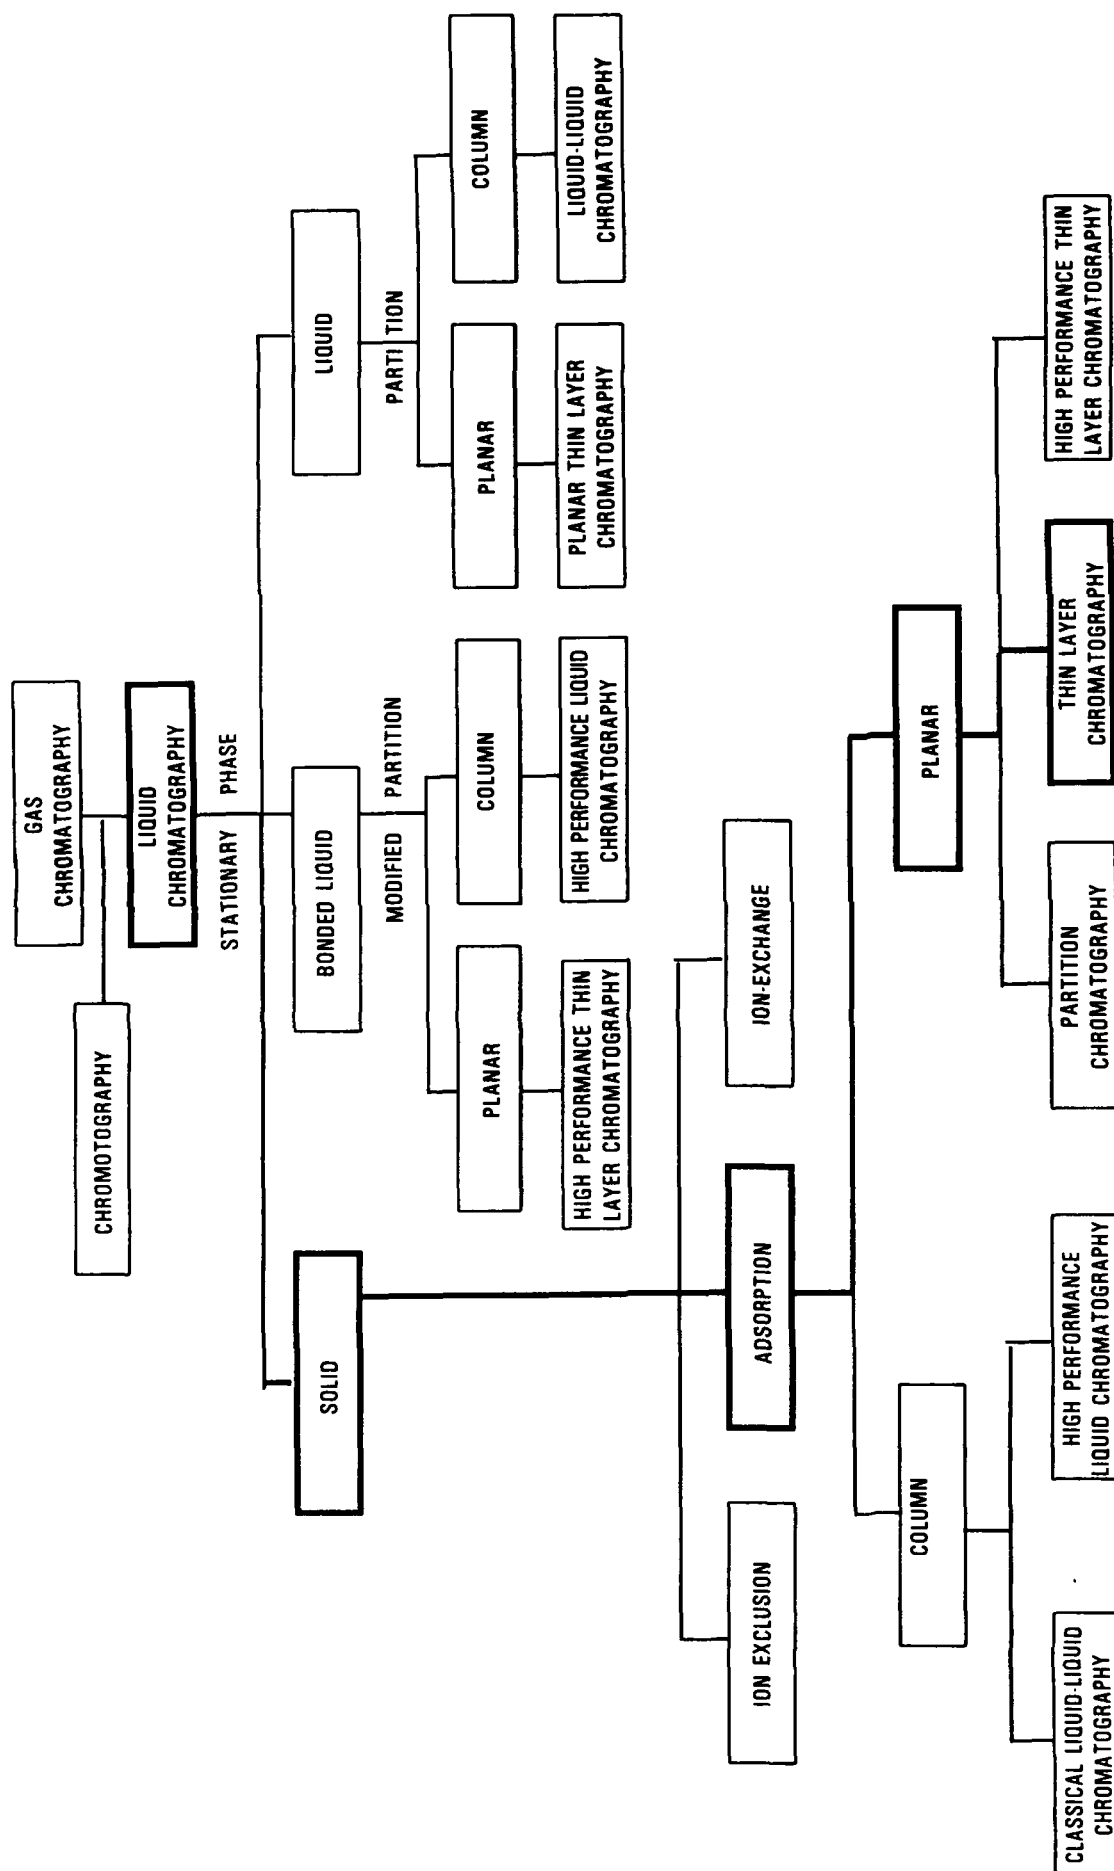 GAS
CHROMATOGRAPHY
CHROMOTOGRAPHY
LIQUID
CHROMATOGRAPHY
STATIONARY PHASE
SOLID
BONDED LIQUID
LIQUID
MODIFIED PARTITION
PARTITION
PLANAR
COLUMN
PLANAR
COLUMN
HIGH PERFORMANCE THIN
LAYER CHROMATOGRAPHY
HIGH PERFORMANCE LIQUID
CHROMATOGRAPHY
PLANAR THIN LAYER
CHROMATOGRAPHY
LIQUID-LIQUID
CHROMATOGRAPHY
ION EXCLUSION
ADSORPTION
ION-EXCHANGE
COLUMN
PLANAR
CLASSICAL LIQUID-LIQUID
CHROMATOGRAPHY
HIGH PERFORMANCE
LIQUID CHROMATOGRAPHY
PARTITION
CHROMATOGRAPHY
THIN LAYER
CHROMATOGRAPHY
HIGH PERFORMANCE THIN
LAYER CHROMATOGRAPHY